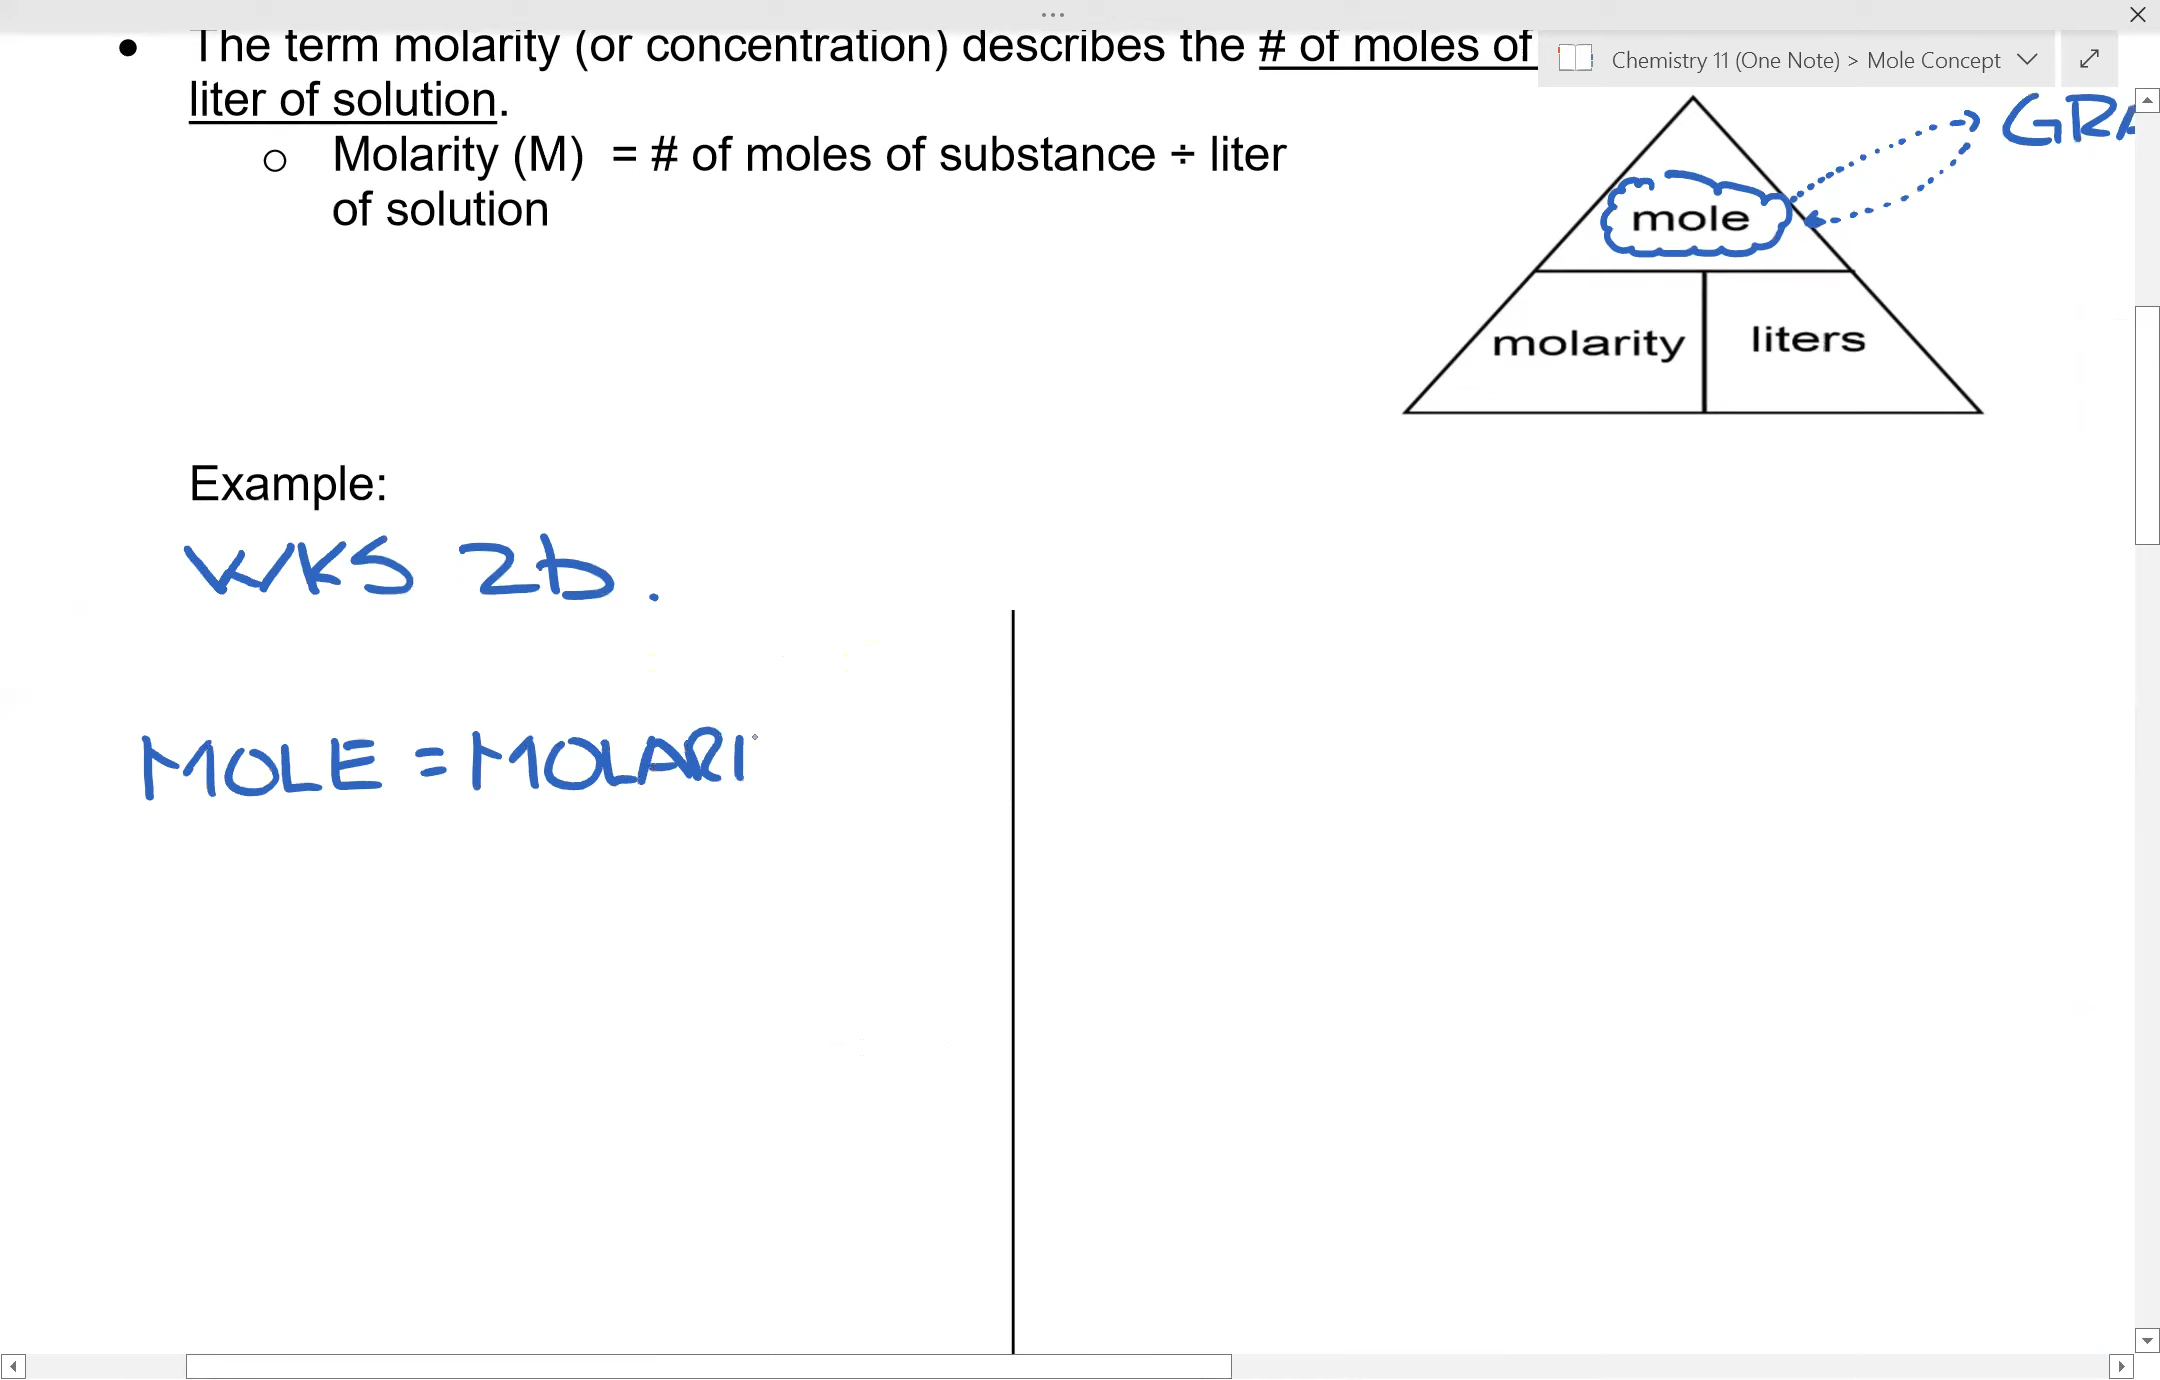 • The term molarity (or concentration) describes the # of moles of
Chemistry 11 (One Note) > Mole Concept
liter of solution.
o Molarity (M) = # of moles of substance ÷ liter
of solution
mole
molarity
liters
Example:
WKS 2b.
MOLE = MOLARI